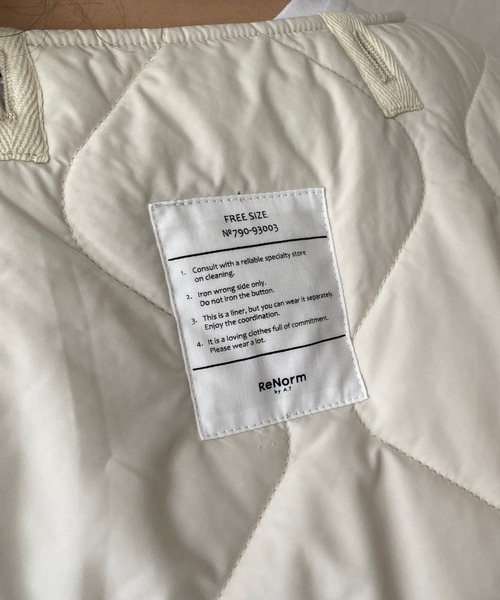 FREE SIZE
№790-93003
1. Consult with a reliable specialty store
on cleaning.
2. Iron wrong side only.
Do not iron the button.
3. This is a liner, but you can wear it separately.
Enjoy the coordination.
4. It is a loving clothes full of commitment.
Please wear a lot.
ReNorm
by A.T